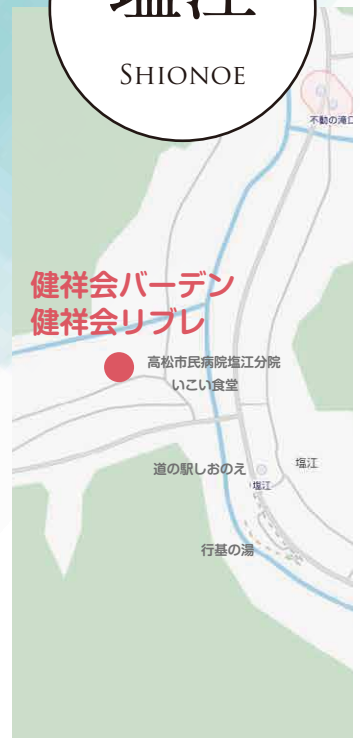 塩江
SHIONOE
不動の滝
健祥会バーデン
健祥会リブレ
高松市民病院塩江分院
いこい食堂
道の駅しおのえ
塩江
塩江
行基の湯